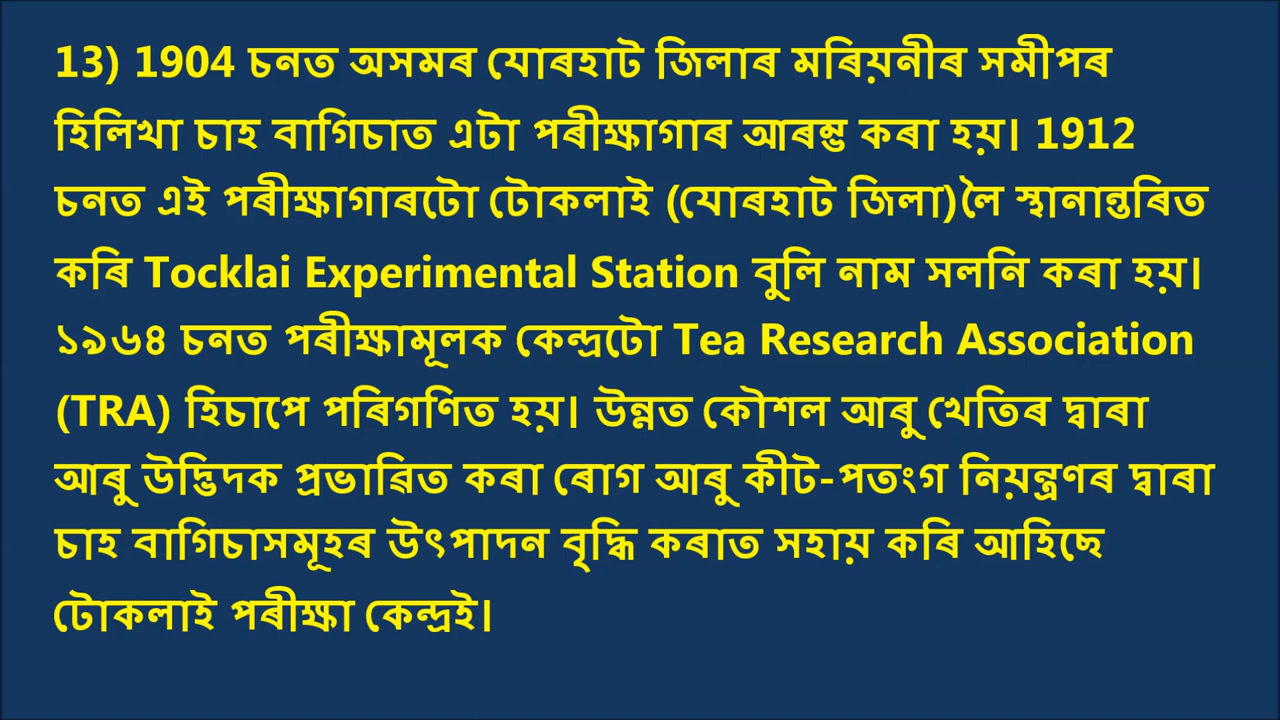 13) 1904 চনত অসমৰ যোৰহাট জিলাৰ মৰিয়নীৰ সমীপৰ
হিলিখা চাহ বাগিচাত এটা পৰীক্ষাগাৰ আৰম্ভ কৰা হয়। 1912
চনত এই পৰীক্ষাগাৰটো টোকলাই (যোৰহাট জিলা)লৈ স্থানান্তৰিত
কৰি Tocklai Experimental Station বুলি নাম সলনি কৰা হয়।
১৯৬৪ চনত পৰীক্ষামূলক কেন্দ্ৰটো Tea Research Association
(TRA) হিচাপে পৰিগণিত হয়। উন্নত কৌশল আৰু খেতিৰ দ্বাৰা
আৰু উদ্ভিদক প্ৰভাৱিত কৰা ৰোগ আৰু কীট-পতংগ নিয়ন্ত্ৰণৰ দ্বাৰা
চাহ বাগিচাসমূহৰ উৎপাদন বৃদ্ধি কৰাত সহায় কৰি আহিছে
টোকলাই পৰীক্ষা কেন্দ্ৰই।